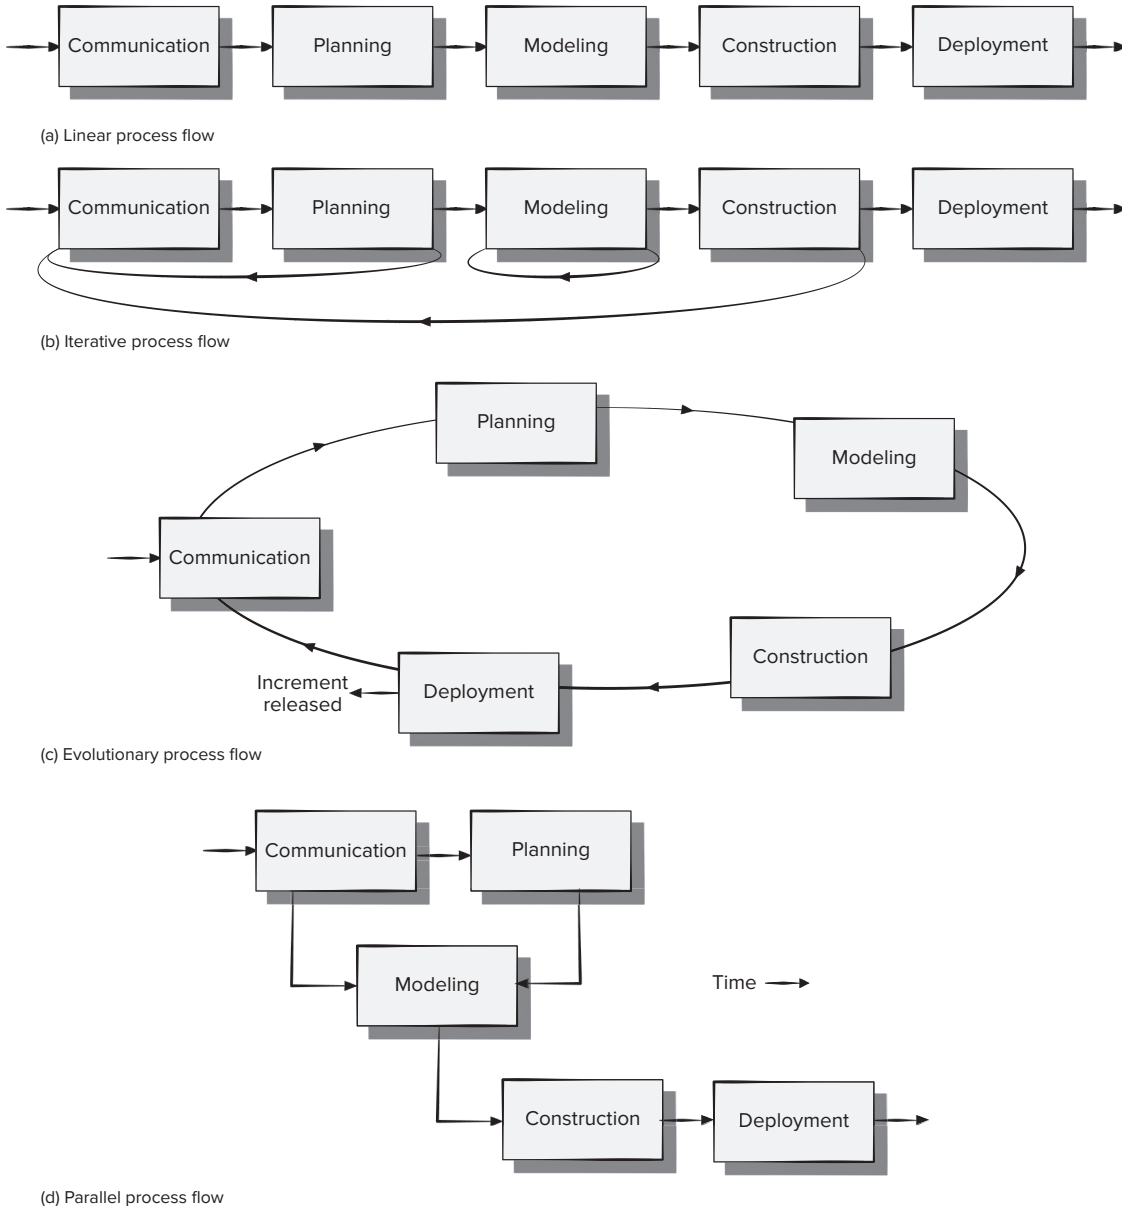 Communication
Planning
Modeling
Construction
Deployment
(a) Linear process flow
Communication
Planning
Modeling
Construction
Deployment
(b) Iterative process flow
Planning
Modeling
Communication
Construction
Deployment
Increment
released
(c) Evolutionary process flow
Communication
Planning
Modeling
Time
Construction
Deployment
(d) Parallel process flow